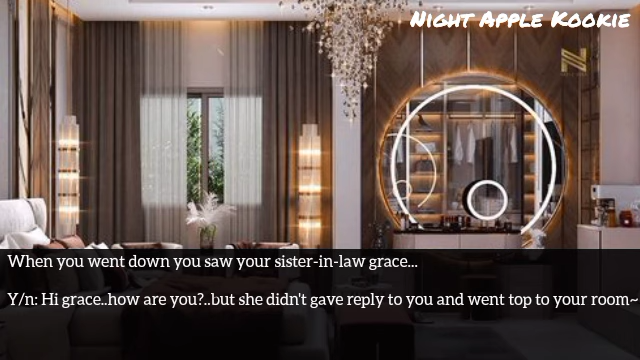 Night Apple Kookie
When you went down you saw your sister-in-law grace...
Y/n: Hi grace..how are you?..but she didn't gave reply to you and went top to your room~